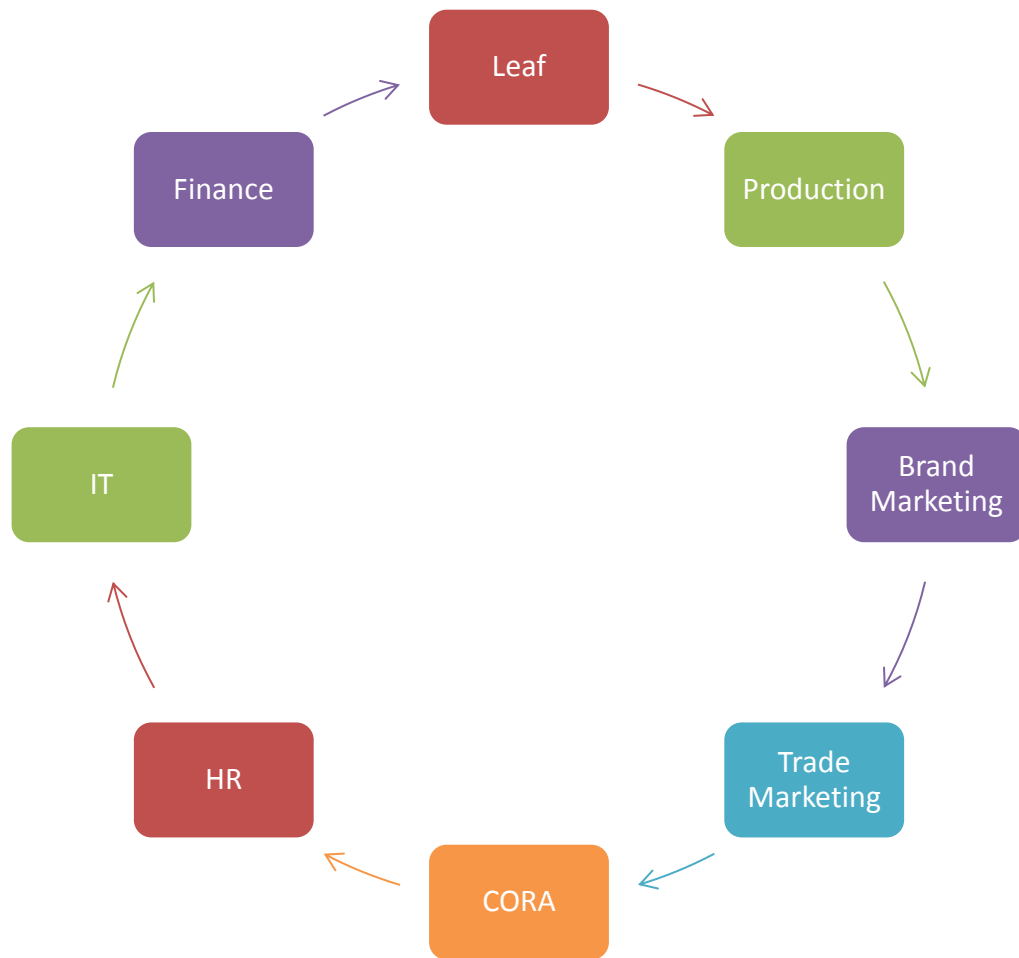 Leaf
Production
Brand
Marketing
Trade
Marketing
CORA
HR
IT
Finance